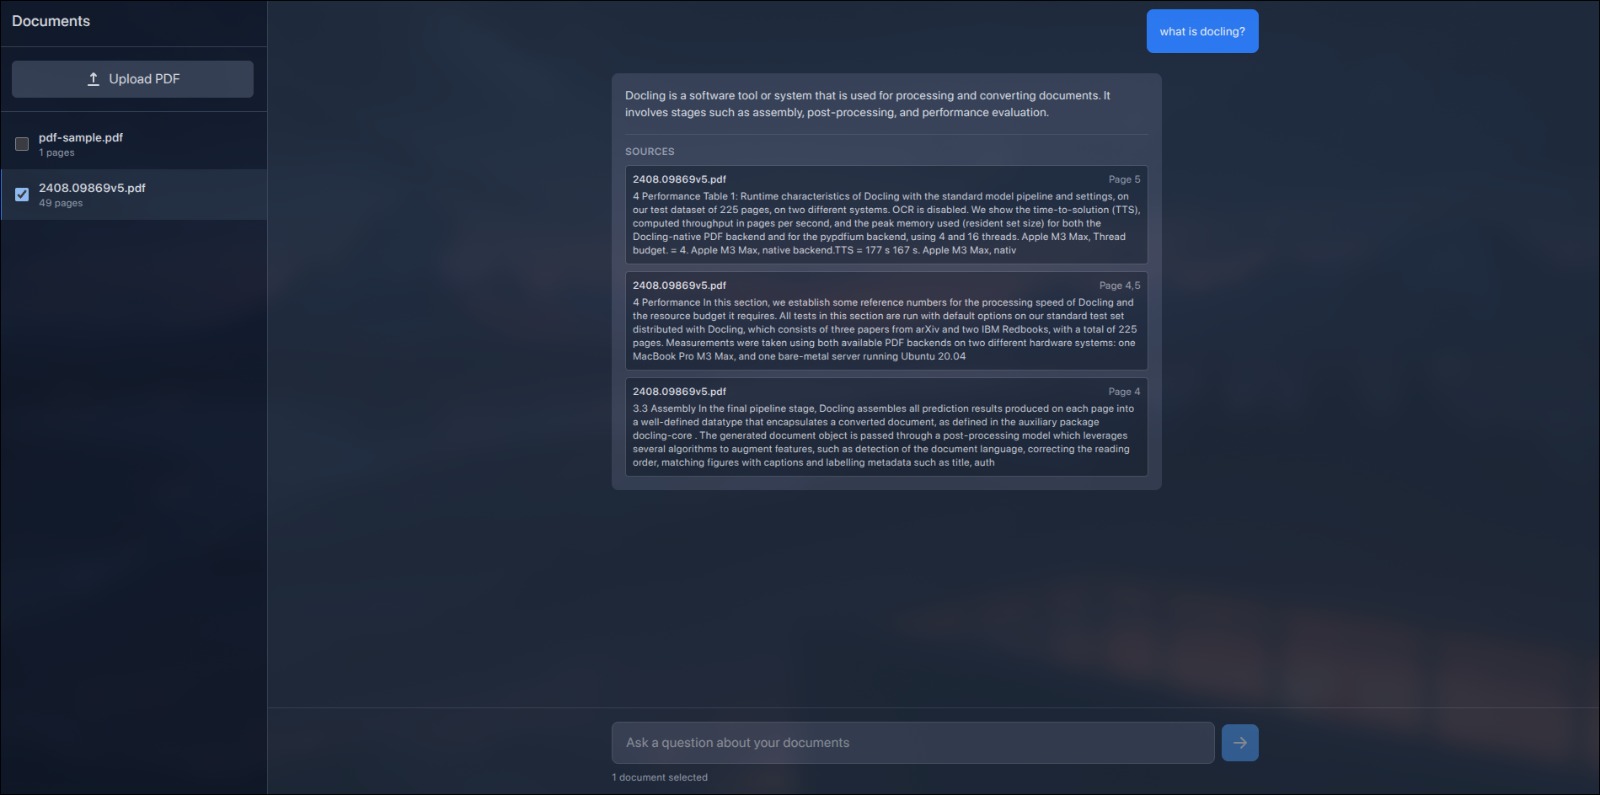 Documents
Upload PDF
pdf-sample.pdf
1 pages
2408.09869v5.pdf
49 pages
what is docling?
Docling is a software tool or system that is used for processing and converting documents. It
involves stages such as assembly, post-processing, and performance evaluation.
SOURCES
2408.09869v5.pdf
Page 5
4 Performance Table 1: Runtime characteristics of Docling with the standard model pipeline and settings, on
our test dataset of 225 pages, on two different systems. OCR is disabled. We show the time-to-solution (TTS),
computed throughput in pages per second, and the peak memory used (resident set size) for both the
Docling-native PDF backend and for the pypdfium backend, using 4 and 16 threads. Apple M3 Max, Thread
budget. = 4. Apple M3 Max, native backend.TTS = 177 s 167 s. Apple M3 Max, nativ
2408.09869v5.pdf
Page 4,5
4 Performance In this section, we establish some reference numbers for the processing speed of Docling and
the resource budget it requires. All tests in this section are run with default options on our standard test set
distributed with Docling, which consists of three papers from arXiv and two IBM Redbooks, with a total of 225
pages. Measurements were taken using both available PDF backends on two different hardware systems: one
MacBook Pro M3 Max, and one bare-metal server running Ubuntu 20.04
2408.09869v5.pdf
Page 4
3.3 Assembly In the final pipeline stage, Docling assembles all prediction results produced on each page into
a well-defined datatype that encapsulates a converted document, as defined in the auxiliary package
docling-core . The generated document object is passed through a post-processing model which leverages
several algorithms to augment features, such as detection of the document language, correcting the reading
order, matching figures with captions and labelling metadata such as title, auth
Ask a question about your documents
1 document selected